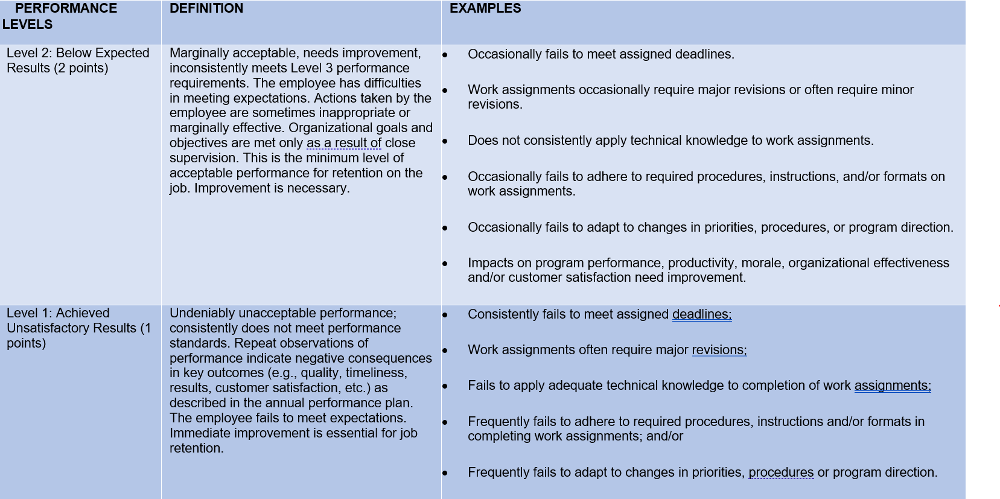 PERFORMANCE
LEVELS
DEFINITION
EXAMPLES
Level 2: Below Expected
Results (2 points)
Marginally acceptable, needs improvement,
inconsistently meets Level 3 performance
requirements. The employee has difficulties
in meeting expectations. Actions taken by the
employee are sometimes inappropriate or
marginally effective. Organizational goals and
objectives are met only as a result of close
supervision. This is the minimum level of
acceptable performance for retention on the
job. Improvement is necessary.
• Occasionally fails to meet assigned deadlines.
• Work assignments occasionally require major revisions or often require minor
revisions.
• Does not consistently apply technical knowledge to work assignments.
• Occasionally fails to adhere to required procedures, instructions, and/or formats on
work assignments.
• Occasionally fails to adapt to changes in priorities, procedures, or program direction.
• Impacts on program performance, productivity, morale, organizational effectiveness
and/or customer satisfaction need improvement.
Level 1: Achieved
Unsatisfactory Results (1
points)
Undeniably unacceptable performance;
consistently does not meet performance
standards. Repeat observations of
performance indicate negative consequences
in key outcomes (e.g., quality, timeliness,
results, customer satisfaction, etc.) as
described in the annual performance plan.
The employee fails to meet expectations.
Immediate improvement is essential for job
retention.
• Consistently fails to meet assigned deadlines;
• Work assignments often require major revisions;
• Fails to apply adequate technical knowledge to completion of work assignments;
• Frequently fails to adhere to required procedures, instructions and/or formats in
completing work assignments; and/or
• Frequently fails to adapt to changes in priorities, procedures or program direction.